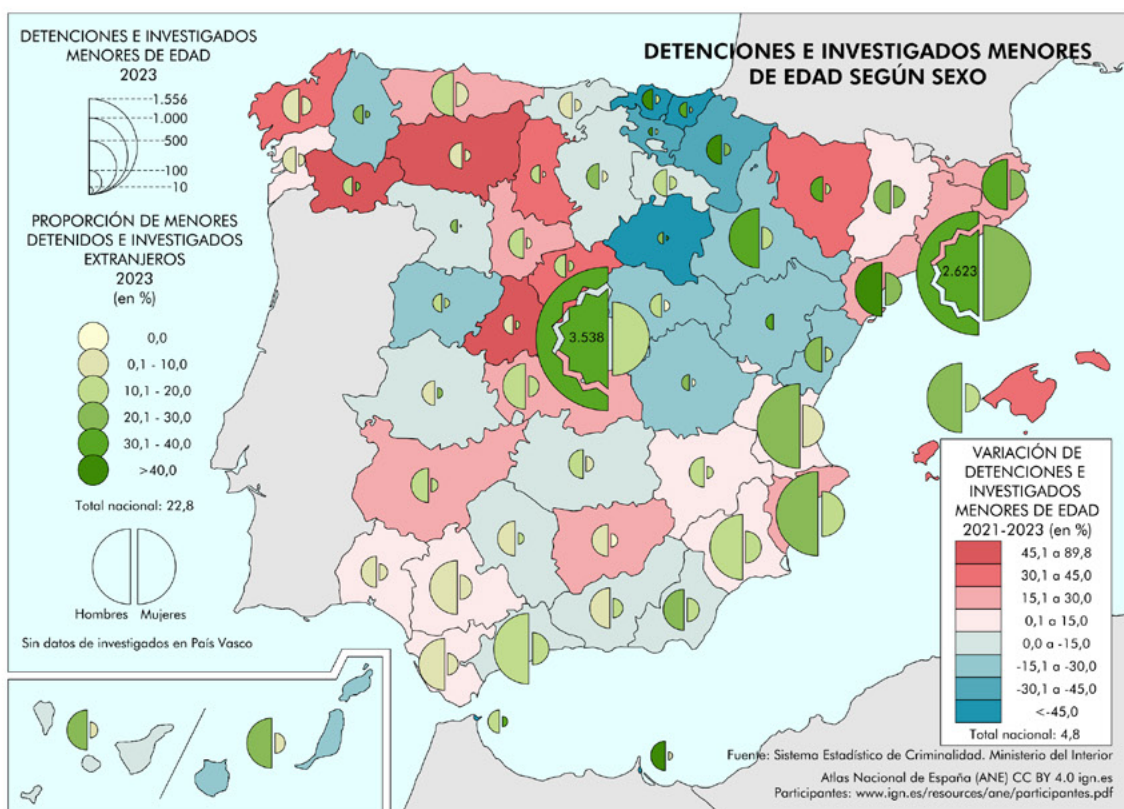 DETENCIONES E INVESTIGADOS
MENORES DE EDAD
2023
1.556
1.000
500
100
10
PROPORCIÓN DE MENORES
DETENIDOS E INVESTIGADOS
EXTRANJEROS
2023
(en %)
0,0
0,1 - 10,0
10,1 - 20,0
20,1 - 30,0
30,1 - 40,0
>40,0
Total nacional: 22,8
Hombres
Mujeres
Sin datos de investigados en País Vasco
DETENCIONES E INVESTIGADOS MENORES
DE EDAD SEGÚN SEXO
3.538
2.623
VARIACIÓN DE
DETENCIONES E
INVESTIGADOS
MENORES DE EDAD
2021-2023 (en %)
45,1 a 89,8
30,1 a 45,0
15,1 a 30,0
0,1 a 15,0
0,0 a -15,0
-15,1 a -30,0
-30,1 a -45,0
<-45,0
Total nacional: 4,8
Fuente: Sistema Estadístico de Criminalidad. Ministerio del Interior
Atlas Nacional de España (ANE) CC BY 4.0 ign.es
Participantes: www.ign.es/resources/ane/participantes.pdf